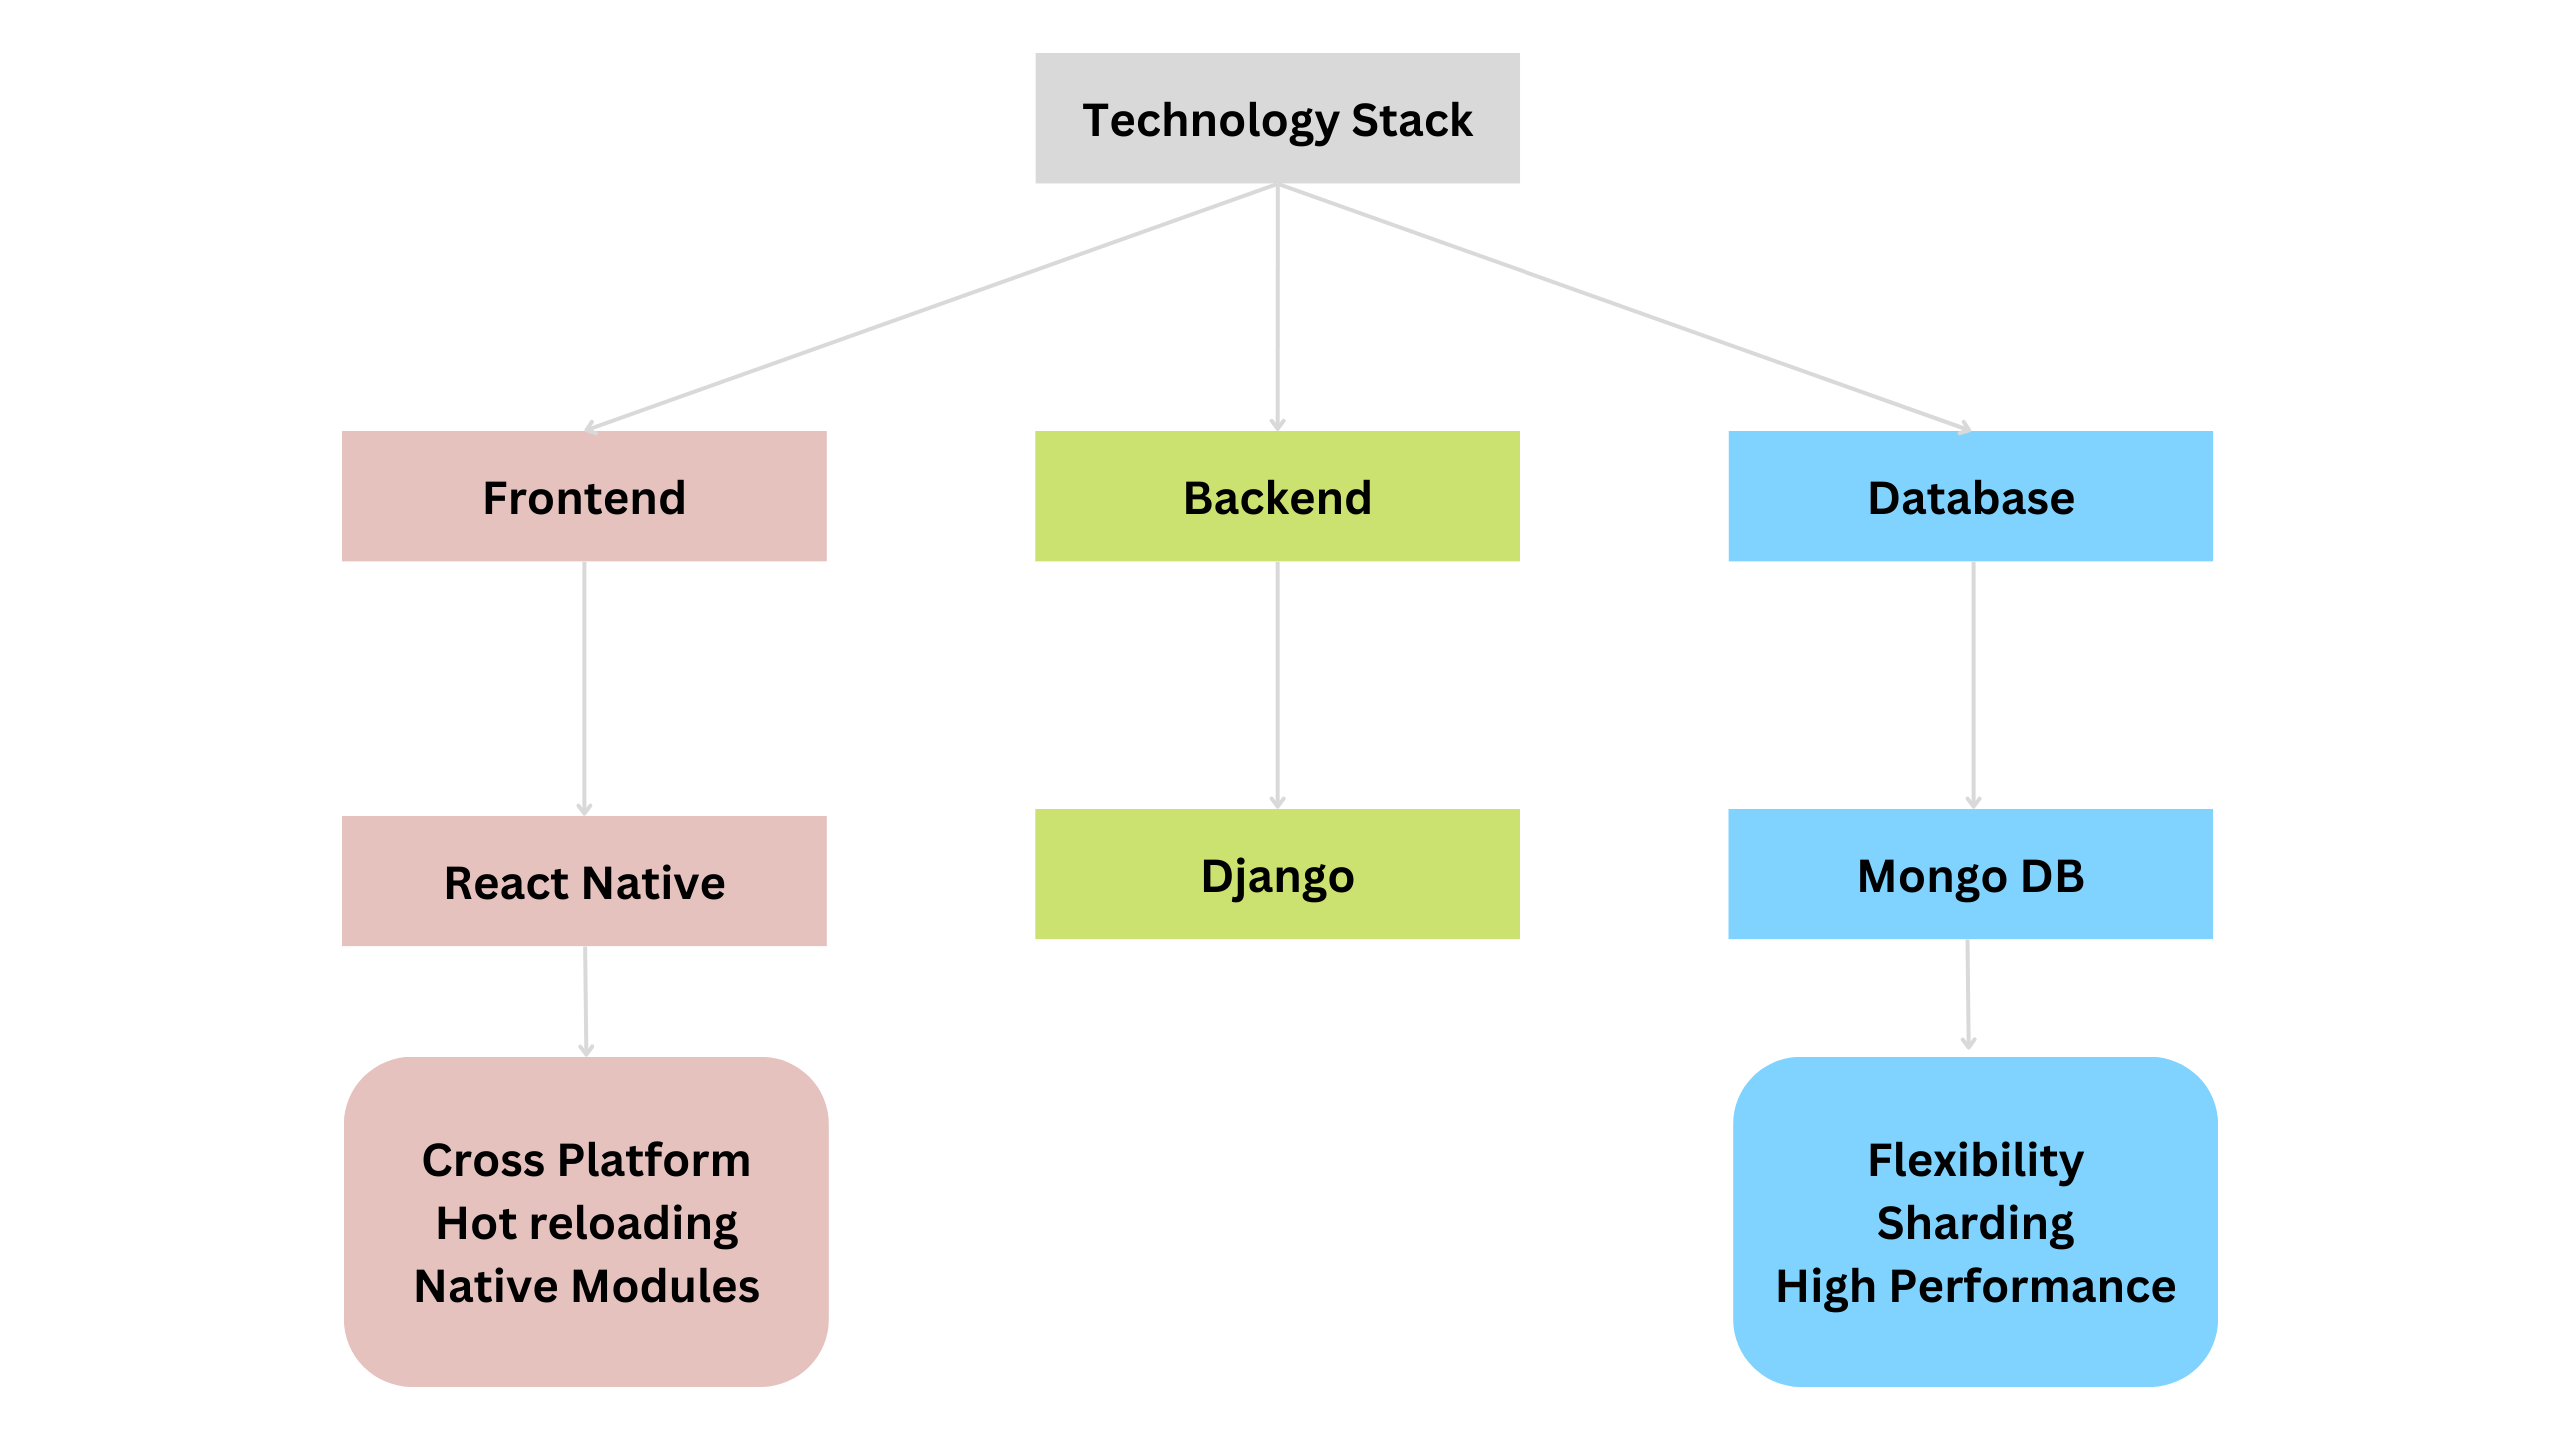 Technology Stack
Frontend
Backend
Database
React Native
Django
Mongo DB
Cross Platform
Hot reloading
Native Modules
Flexibility
Sharding
High Performance